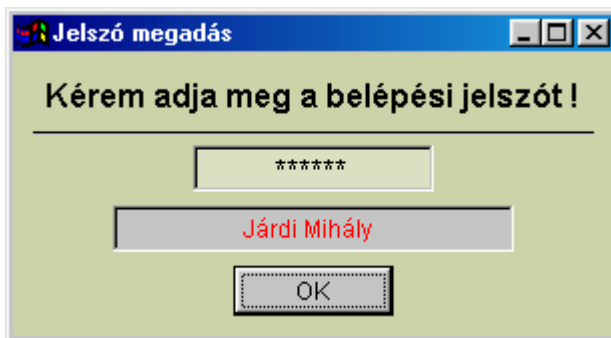 Jelszó megadás
Kérem adja meg a belépési jelszót !
******
Járdi Mihály
OK